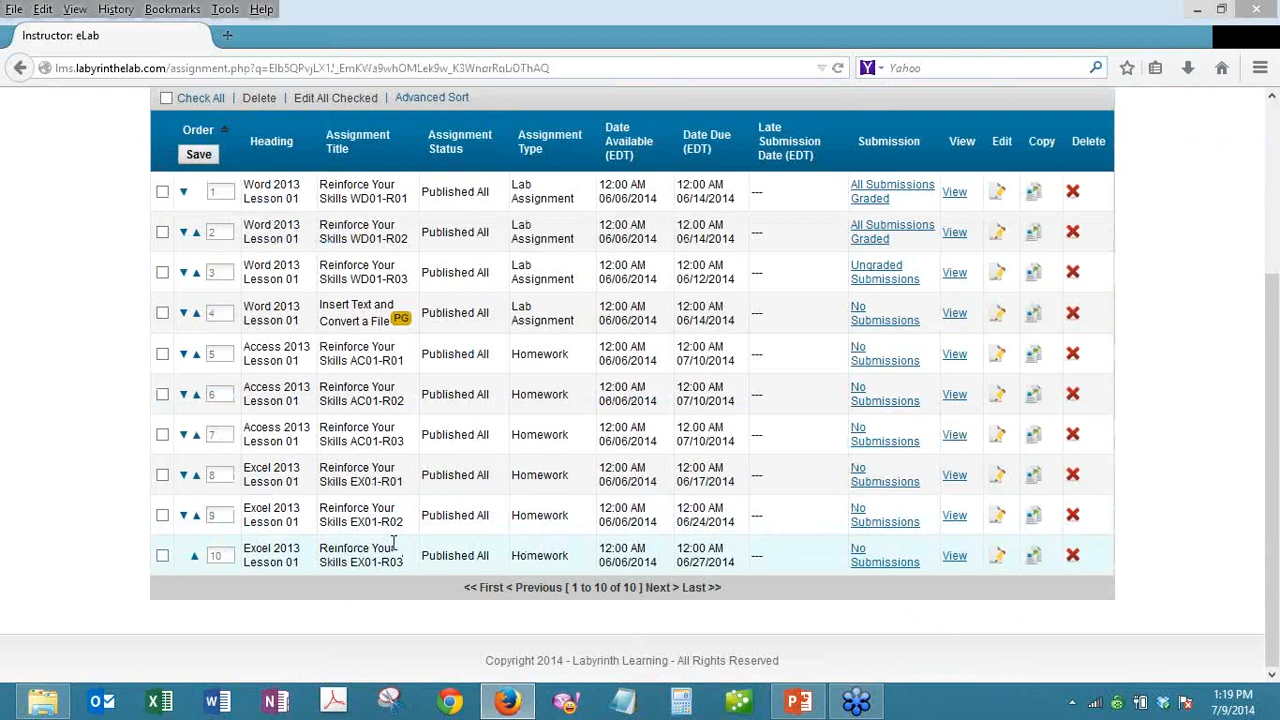 File Edit View History Bookmarks Tools Help
Instructor: eLab
Yahoo
Check All | Delete | Edit All Checked | Advanced Sort
Order Save Heading Assignment Title Assignment Status Assignment Type Date Available (EDT) Date Due (EDT) Late Submission Date (EDT) Submission View Edit Copy Delete
1 Word 2013 Lesson 01 Reinforce Your Skills WD01-R01 Published All Lab Assignment 12:00 AM 06/06/2014 12:00 AM 06/14/2014 --- All Submissions Graded View
2 Word 2013 Lesson 01 Reinforce Your Skills WD01-R02 Published All Lab Assignment 12:00 AM 06/06/2014 12:00 AM 06/14/2014 --- All Submissions Graded View
3 Word 2013 Lesson 01 Reinforce Your Skills WD01-R03 Published All Lab Assignment 12:00 AM 06/06/2014 12:00 AM 06/12/2014 --- Ungraded Submissions View
4 Word 2013 Lesson 01 Insert Text and Convert a File PG Published All Lab Assignment 12:00 AM 06/06/2014 12:00 AM 06/14/2014 --- No Submissions View
5 Access 2013 Lesson 01 Reinforce Your Skills AC01-R01 Published All Homework 12:00 AM 06/06/2014 12:00 AM 07/10/2014 --- No Submissions View
6 Access 2013 Lesson 01 Reinforce Your Skills AC01-R02 Published All Homework 12:00 AM 06/06/2014 12:00 AM 07/10/2014 --- No Submissions View
7 Access 2013 Lesson 01 Reinforce Your Skills AC01-R03 Published All Homework 12:00 AM 06/06/2014 12:00 AM 07/10/2014 --- No Submissions View
8 Excel 2013 Lesson 01 Reinforce Your Skills EX01-R01 Published All Homework 12:00 AM 06/06/2014 12:00 AM 06/17/2014 --- No Submissions View
9 Excel 2013 Lesson 01 Reinforce Your Skills EX01-R02 Published All Homework 12:00 AM 06/06/2014 12:00 AM 06/24/2014 --- No Submissions View
10 Excel 2013 Lesson 01 Reinforce Your Skills EX01-R03 Published All Homework 12:00 AM 06/06/2014 12:00 AM 06/27/2014 --- No Submissions View
<< First < Previous [ 1 to 10 of 10 ] Next > Last >>
Copyright 2014 - Labyrinth Learning - All Rights Reserved
1:19 PM
7/9/2014